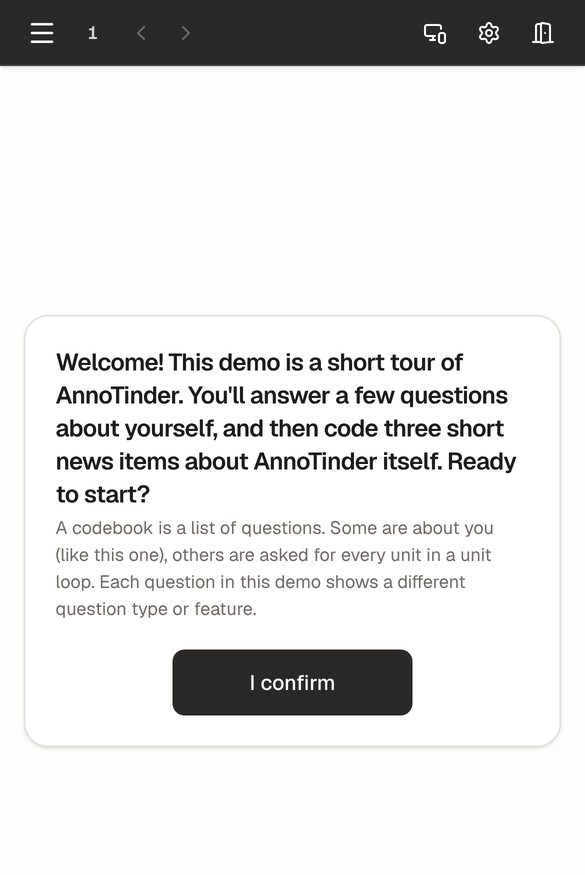 1
Welcome! This demo is a short tour of
AnnoTinder. You'll answer a few questions
about yourself, and then code three short
news items about AnnoTinder itself. Ready
to start?
A codebook is a list of questions. Some are about you
(like this one), others are asked for every unit in a unit
loop. Each question in this demo shows a different
question type or feature.
I confirm